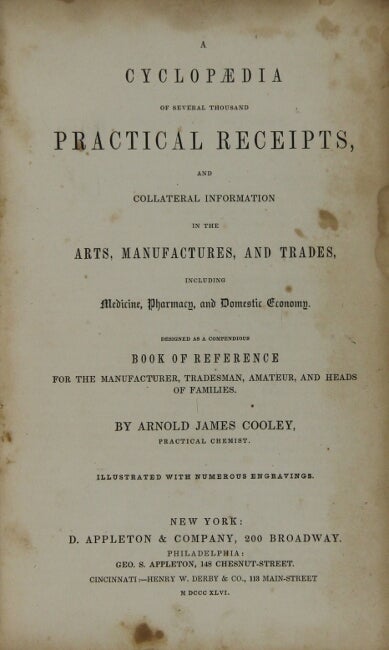 A
CYCLOPÆDIA
OF SEVERAL THOUSAND
PRACTICAL RECEIPTS,
AND
COLLATERAL INFORMATION
IN THE
ARTS, MANUFACTURES, AND TRADES,
INCLUDING
Medicine, Pharmacy, and Domestic Economy.
DESIGNED AS A COMPENDIOUS
BOOK OF REFERENCE
FOR THE MANUFACTURER, TRADESMAN, AMATEUR, AND HEADS
OF FAMILIES.
BY ARNOLD JAMES COOLEY,
PRACTICAL CHEMIST.
ILLUSTRATED WITH NUMEROUS ENGRAVINGS.
NEW YORK:
D. APPLETON & COMPANY, 200 BROADWAY.
PHILADELPHIA:
GEO. S. APPLETON, 148 CHESNUT-STREET.
CINCINNATI:—HENRY W. DERBY & CO., 113 MAIN-STREET
M DCCC XLVI.